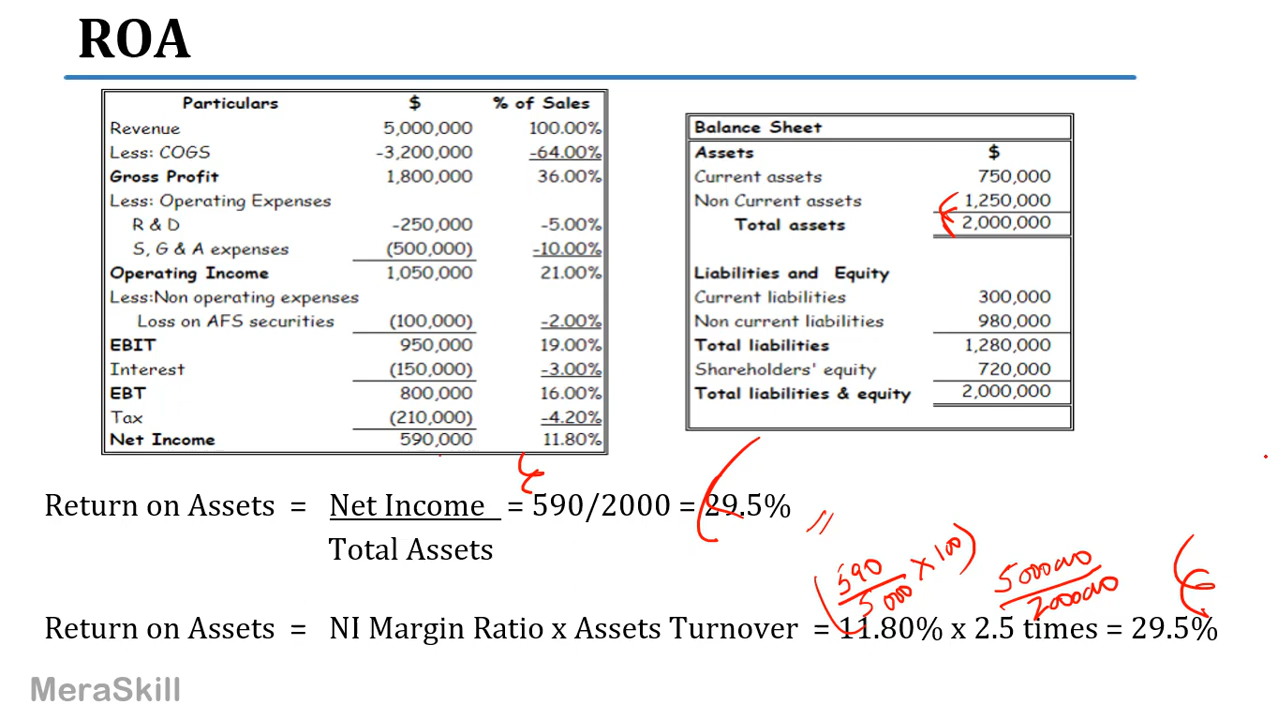 ROA
Particulars $ % of Sales
Revenue 5,000,000 100.00%
Less: COGS -3,200,000 -64.00%
Gross Profit 1,800,000 36.00%
Less: Operating Expenses
R & D -250,000 -5.00%
S, G & A expenses (500,000) -10.00%
Operating Income 1,050,000 21.00%
Less:Non operating expenses
Loss on AFS securities (100,000) -2.00%
EBIT 950,000 19.00%
Interest (150,000) -3.00%
EBT 800,000 16.00%
Tax (210,000) -4.20%
Net Income 590,000 11.80%
Balance Sheet
Assets $
Current assets 750,000
Non Current assets 1,250,000
Total assets 2,000,000
Liabilities and Equity
Current liabilities 300,000
Non current liabilities 980,000
Total liabilities 1,280,000
Shareholders' equity 720,000
Total liabilities & equity 2,000,000
Return on Assets = Net Income = 590/2000 = 29.5%
Total Assets
590 x 100
5000
5000000
2000000
Return on Assets = NI Margin Ratio x Assets Turnover = 11.80% x 2.5 times = 29.5%
MeraSkill